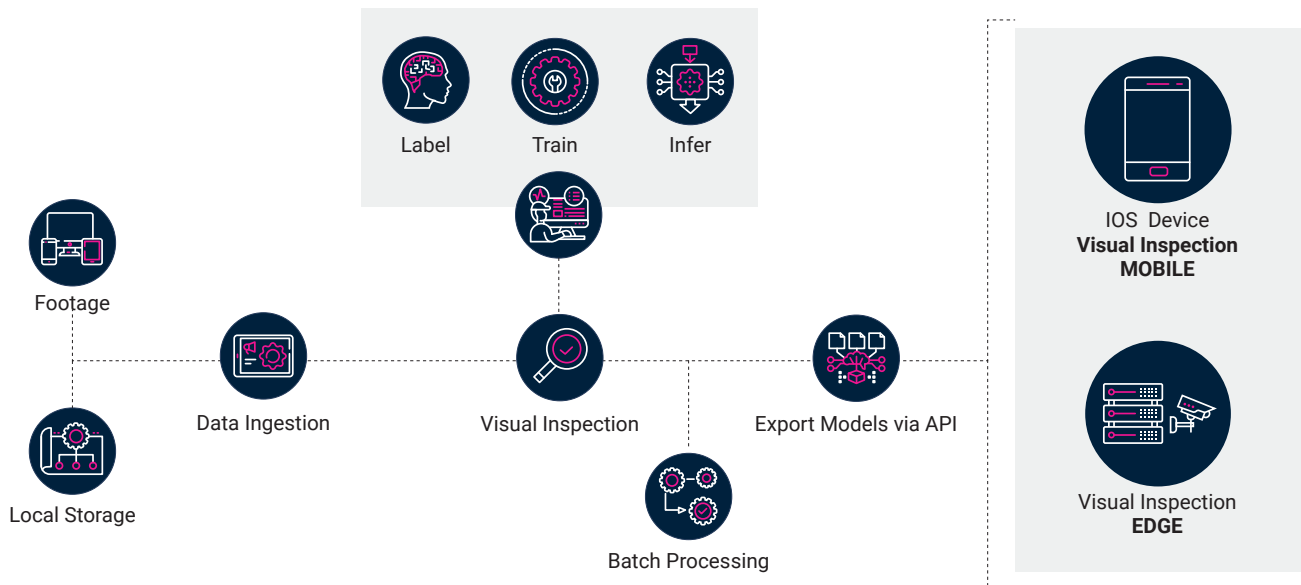 Label
Train
Infer
Footage
Local Storage
Data Ingestion
Visual Inspection
Batch Processing
Export Models via API
IOS Device
Visual Inspection
MOBILE
Visual Inspection
EDGE